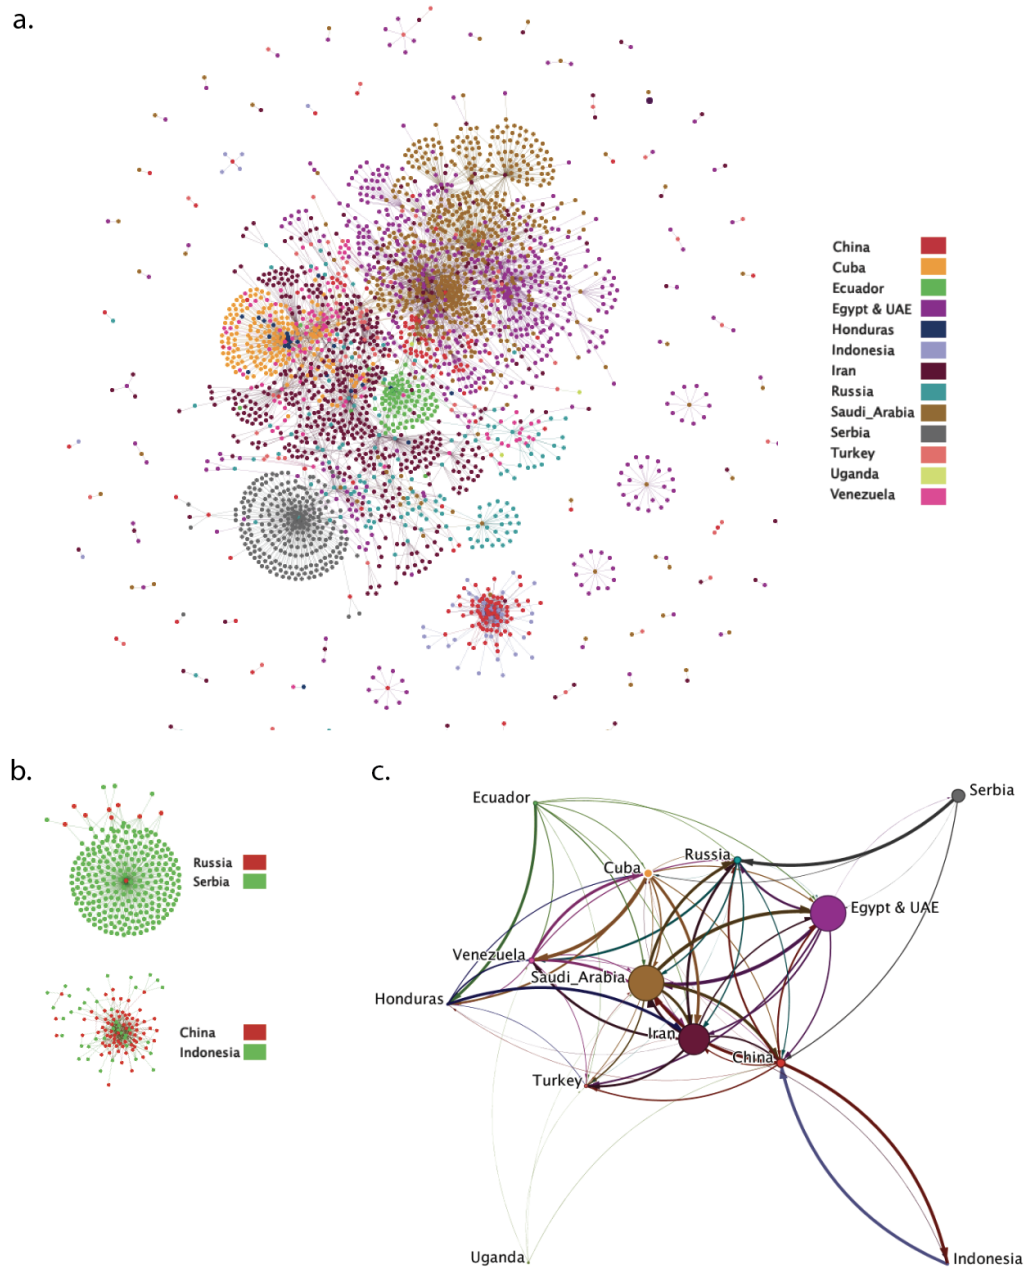 a.
China
Cuba
Ecuador
Egypt & UAE
Honduras
Indonesia
Iran
Russia
Saudi_Arabia
Serbia
Turkey
Uganda
Venezuela
b.
Russia
Serbia
China
Indonesia
c.
Ecuador
Serbia
Russia
Cuba
Egypt & UAE
Venezuela
Saudi_Arabia
Honduras
Iran
China
Turkey
Uganda
Indonesia